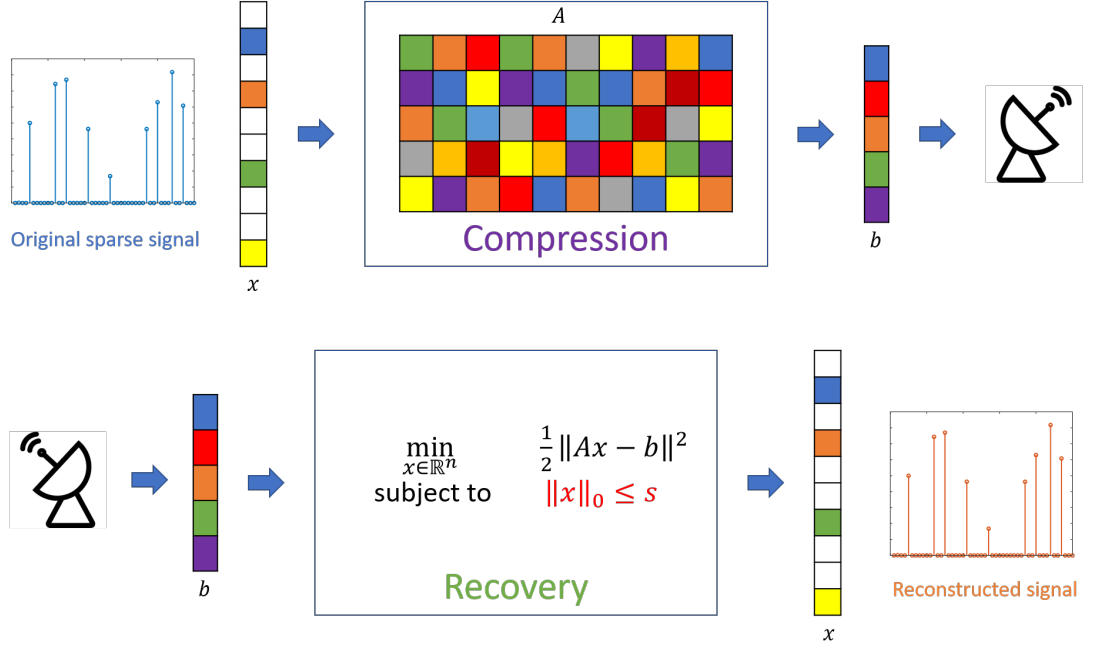 A
Original sparse signal
x
Compression
b
min
x∈ℝⁿ
½‖Ax − b‖²
subject to
‖x‖₀ ≤ s
b
Recovery
Reconstructed signal
x